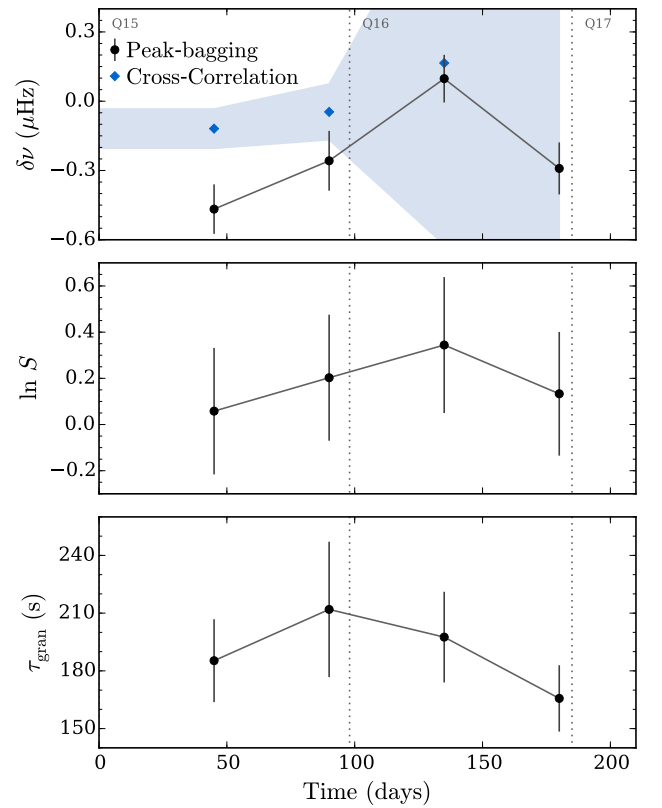 Q15 Q16 Q17
Peak-bagging
Cross-Correlation
0.3
0.0
−0.3
−0.6
δν (μHz)
0.6
0.4
0.2
0.0
−0.2
ln S
240
210
180
150
τgran (s)
0 50 100 150 200
Time (days)